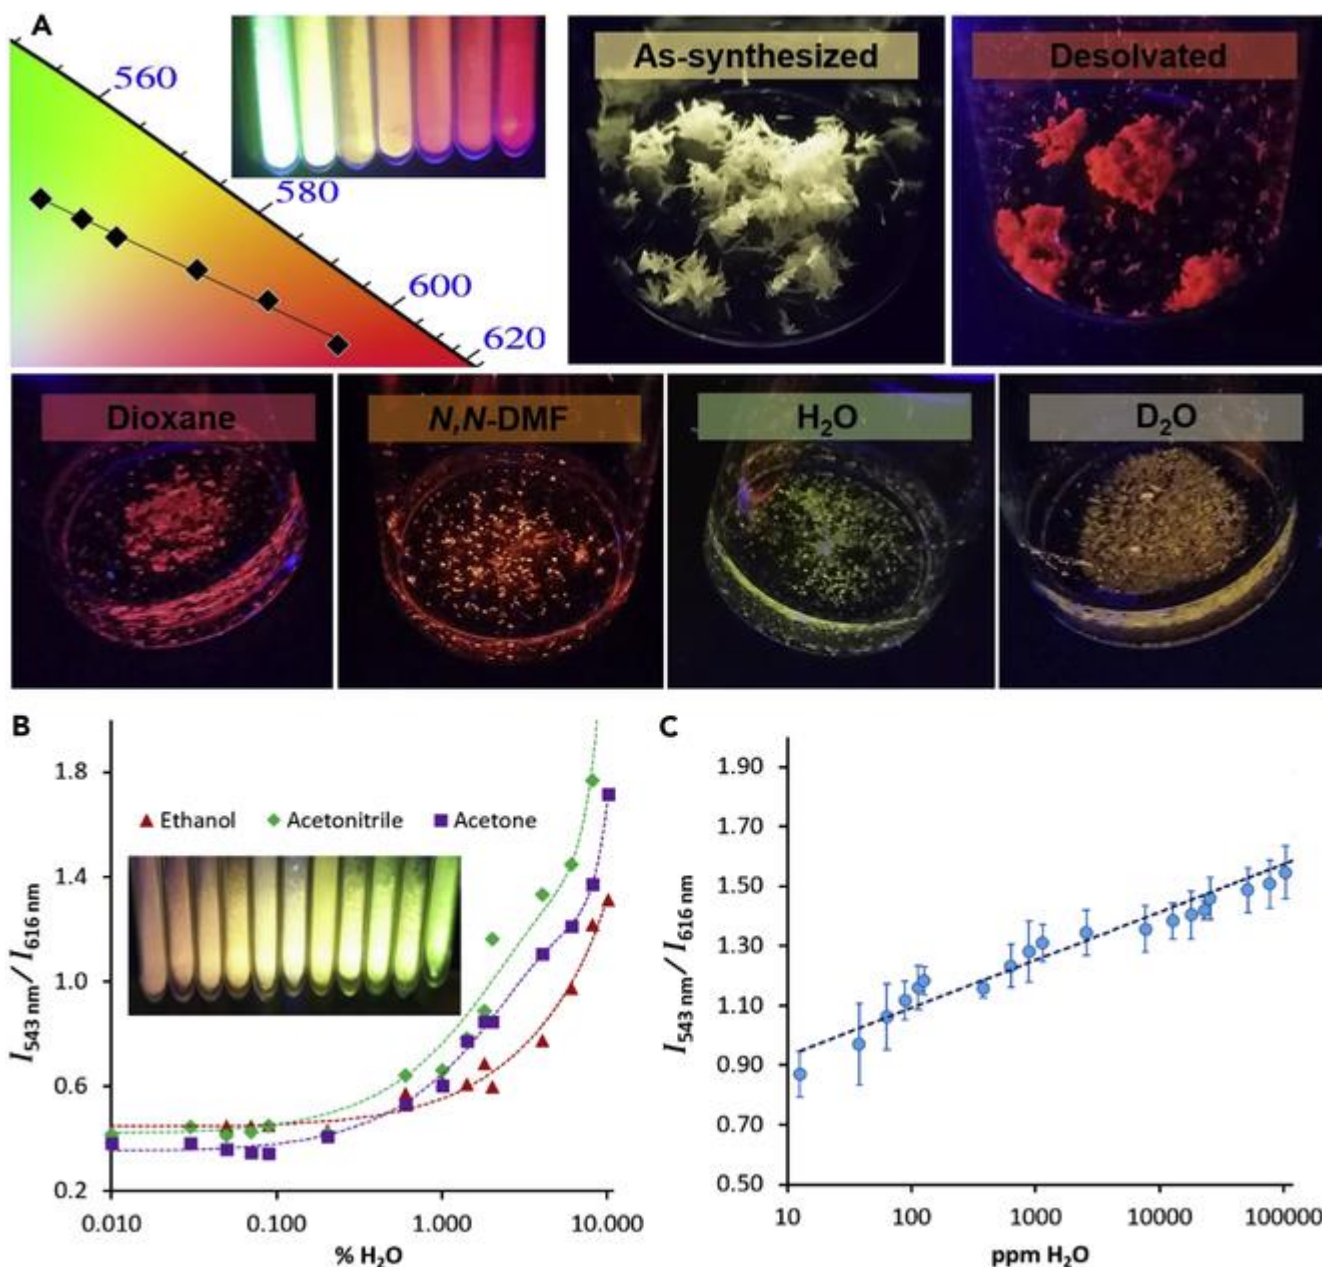 A
560
580
600
620
As-synthesized
Desolvated
Dioxane
N,N-DMF
H₂O
D₂O
B
I543 nm / I616 nm
1.8
1.4
1.0
0.6
0.2
Ethanol Acetonitrile Acetone
0.010 0.100 1.000 10.000
% H₂O
C
I543 nm / I616 nm
1.90
1.70
1.50
1.30
1.10
0.90
0.70
0.50
10 100 1000 10000 100000
ppm H₂O